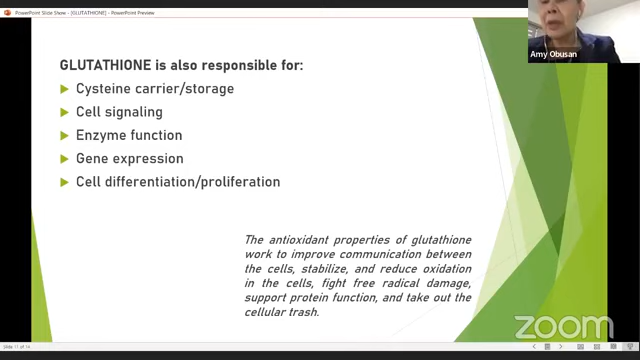 PowerPoint Slide Show - [GLUTATHIONE] - PowerPoint Preview
Amy Obusan
GLUTATHIONE is also responsible for:
Cysteine carrier/storage
Cell signaling
Enzyme function
Gene expression
Cell differentiation/proliferation
The antioxidant properties of glutathione
work to improve communication between
the cells, stabilize, and reduce oxidation
in the cells, fight free radical damage,
support protein function, and take out the
cellular trash.
zoom
Slide 11 of 14